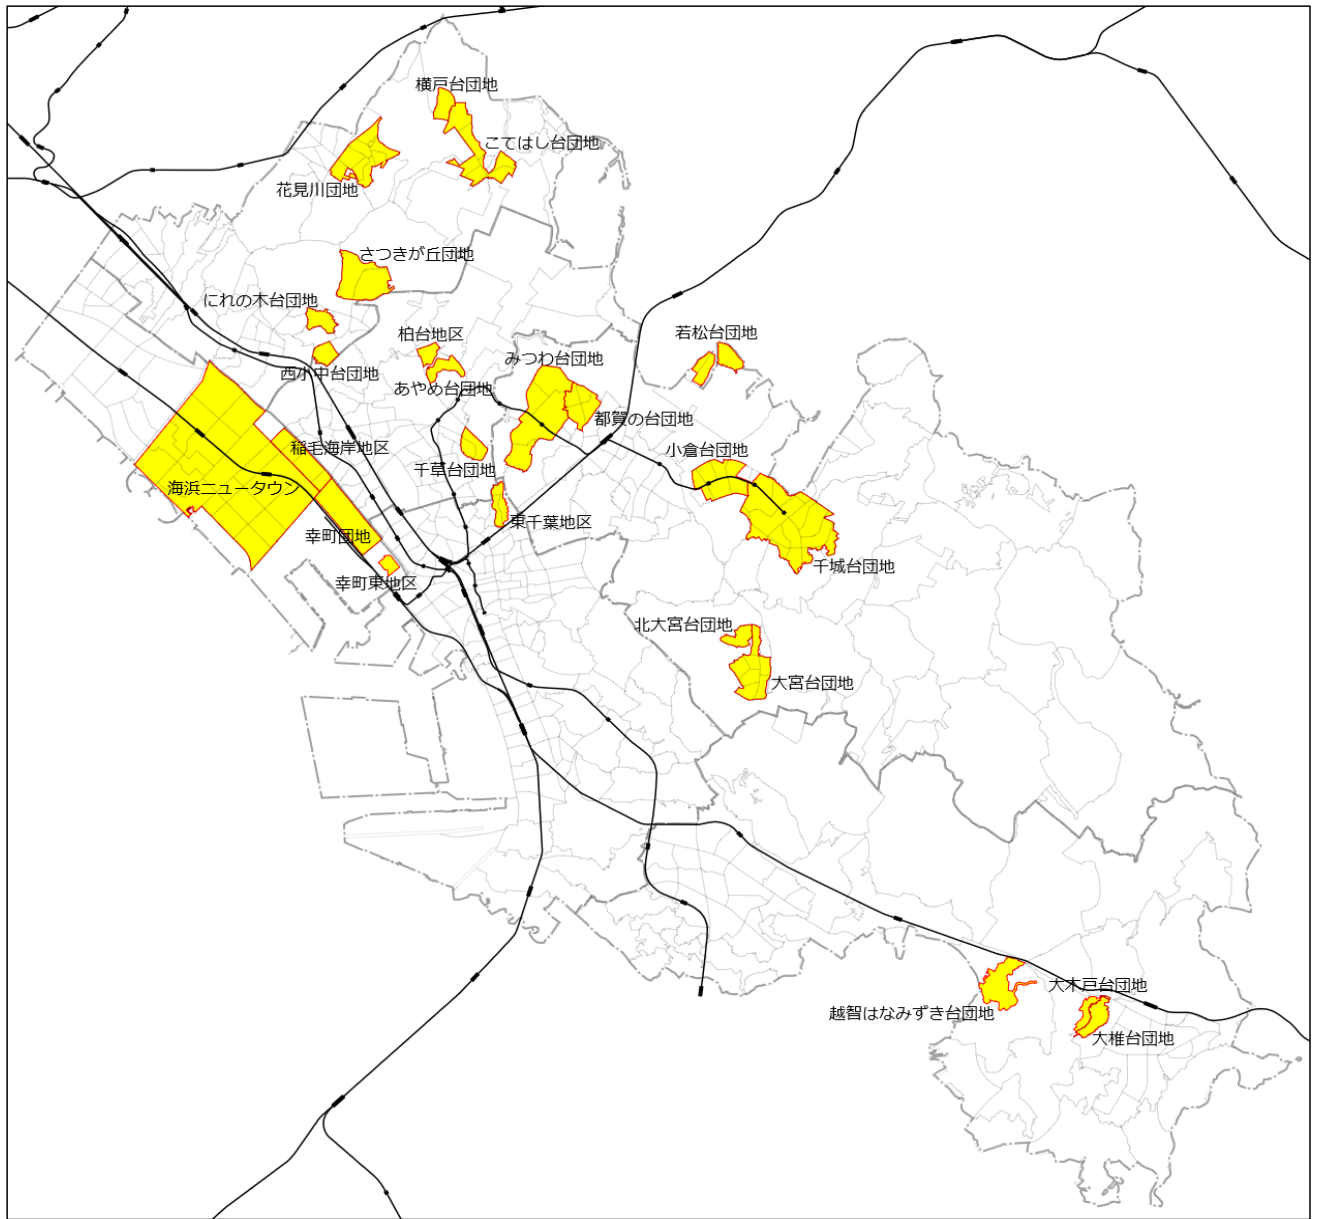 横戸台団地
こてはし台団地
花見川団地
さつきが丘団地
にれの木台団地
柏台地区
若松台団地
みつわ台団地
西小中台団地
あやめ台団地
都賀の台団地
稲毛海岸地区
小倉台団地
千草台団地
海浜ニュータウン
東千葉地区
幸町団地
千城台団地
幸町東地区
北大宮台団地
大宮台団地
大木戸台団地
越智はなみずき台団地
大椎台団地